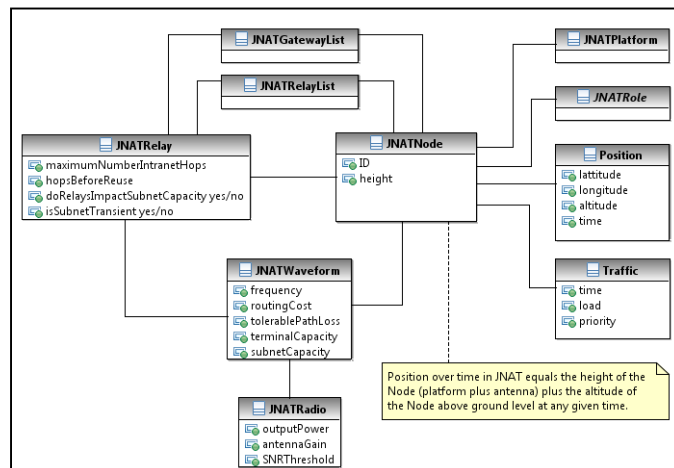 JNATGatewayList
JNATRelayList
JNATPlatform
JNATRole
JNATRelay
maximumNumberIntranetHops
hopsBeforeReuse
doRelaysImpactSubnetCapacity yes/no
isSubnetTransient yes/no
JNATNode
ID
height
Position
lattitude
longitude
altitude
time
JNATWaveform
frequency
routingCost
tolerablePathLoss
terminalCapacity
subnetCapacity
Traffic
time
load
priority
Position over time in JNAT equals the height of the
Node (platform plus antenna) plus the altitude of
the Node above ground level at any given time.
JNATRadio
outputPower
antennaGain
SNRThreshold